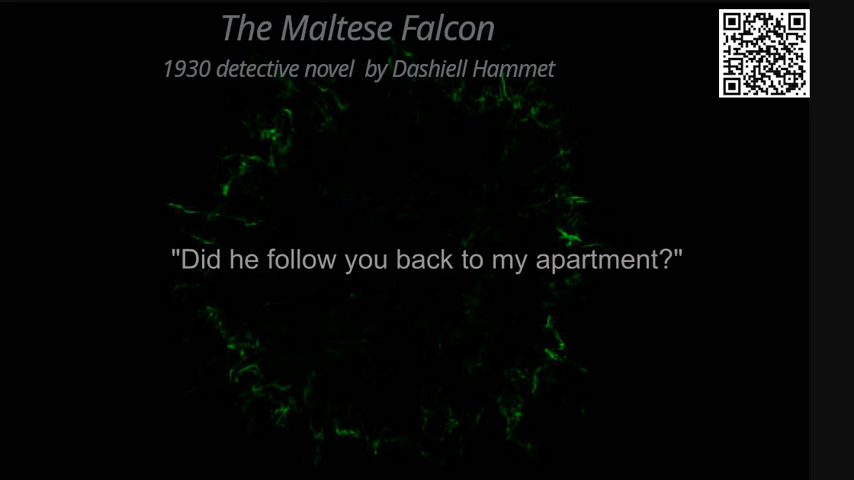 The Maltese Falcon
1930 detective novel by Dashiell Hammet
"Did he follow you back to my apartment?"